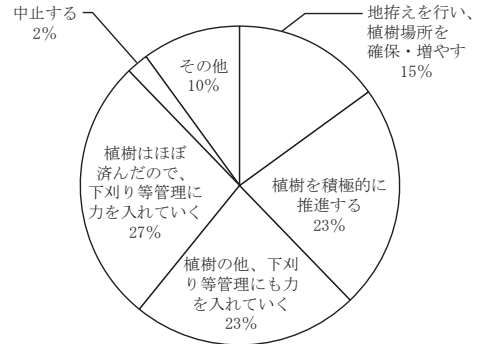 地拵えを行い、
植樹場所を
確保・増やす
15%
植樹を積極的に
推進する
23%
植樹の他、下刈
り等管理にも力
を入れていく
23%
植樹はほぼ
済んだので、
下刈り等管理に
力を入れていく
27%
中止する
2%
その他
10%